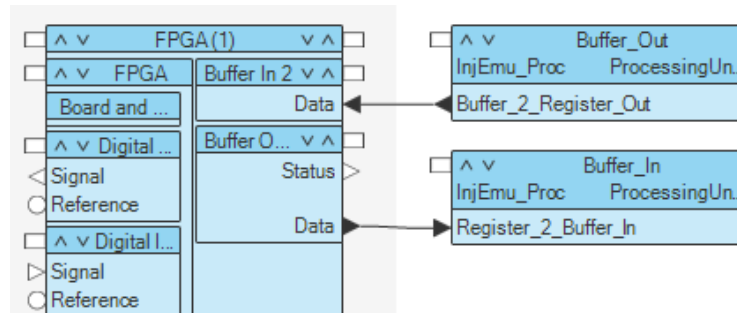 FPGA(1)
FPGA
Board and ...
Digital ...
Signal
Reference
Digital I...
Signal
Reference
Buffer In 2
Data
Buffer O...
Status
Data
Buffer_Out
InjEmu_Proc ProcessingUn..
Buffer_2_Register_Out
Buffer_In
InjEmu_Proc ProcessingUn..
Register_2_Buffer_In